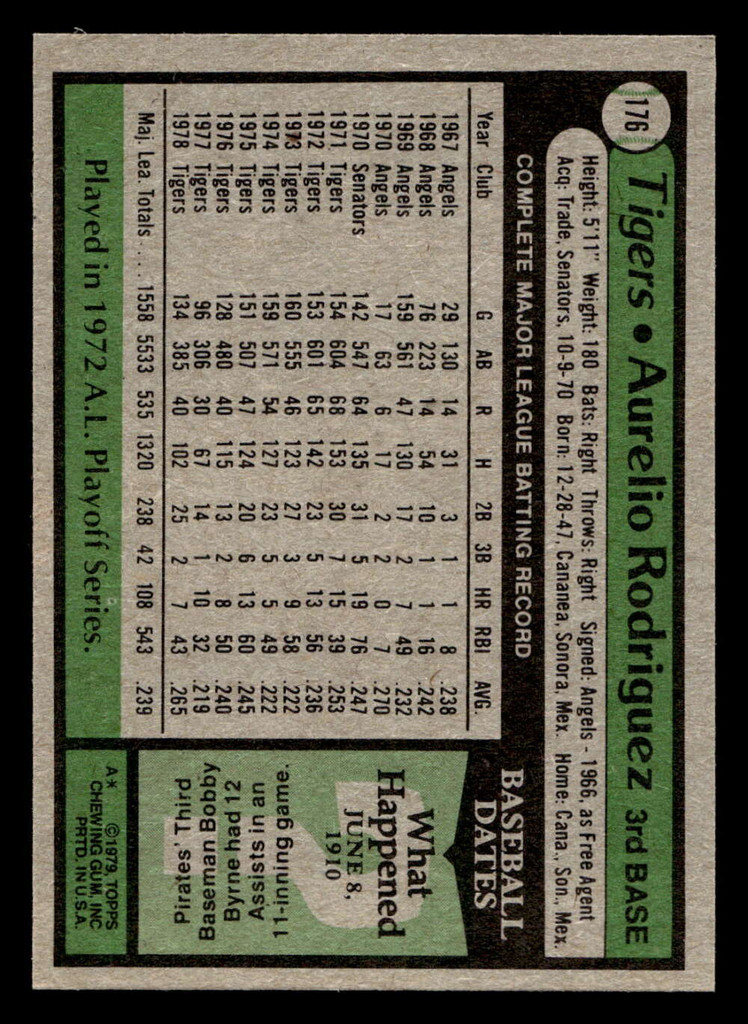 176
Tigers • Aurelio Rodriguez 3rd BASE
Height: 5'11" Weight: 180 Bats: Right Throws: Right Signed: Angels - 1966, as Free Agent
Acq: Trade, Senators, 10-9-70 Born: 12-28-47, Cananea, Sonora, Mex. Home: Cana., Son., Mex.
COMPLETE MAJOR LEAGUE BATTING RECORD
Year Club G AB R H 2B 3B HR RBI AVG.
1967 Angels 29 130 14 31 3 1 1 8 .238
1968 Angels 76 223 14 54 10 1 1 16 .242
1969 Angels 159 561 47 130 17 2 7 49 .232
1970 Angels 17 63 6 17 2 2 0 7 .270
1970 Senators 142 547 64 135 31 5 19 76 .247
1971 Tigers 154 604 68 153 30 7 15 39 .253
1972 Tigers 153 601 65 142 23 5 13 56 .236
1973 Tigers 160 555 46 123 27 3 9 58 .222
1974 Tigers 159 571 54 127 23 5 5 49 .222
1975 Tigers 151 507 47 124 20 6 13 60 .245
1976 Tigers 128 480 40 115 13 2 8 50 .240
1977 Tigers 96 306 30 67 14 1 10 32 .219
1978 Tigers 134 385 40 102 25 2 7 43 .265
Maj. Lea. Totals .... 1558 5533 535 1320 238 42 108 543 .239
Played in 1972 A.L. Playoff Series.
BASEBALL
DATES
What
Happened
JUNE 8,
1910
Pirates' Third
Baseman Bobby
Byrne had 12
Assists in an
11-inning game.
A* ©1979, TOPPS
CHEWING GUM, INC
PRTD. IN U.S.A.